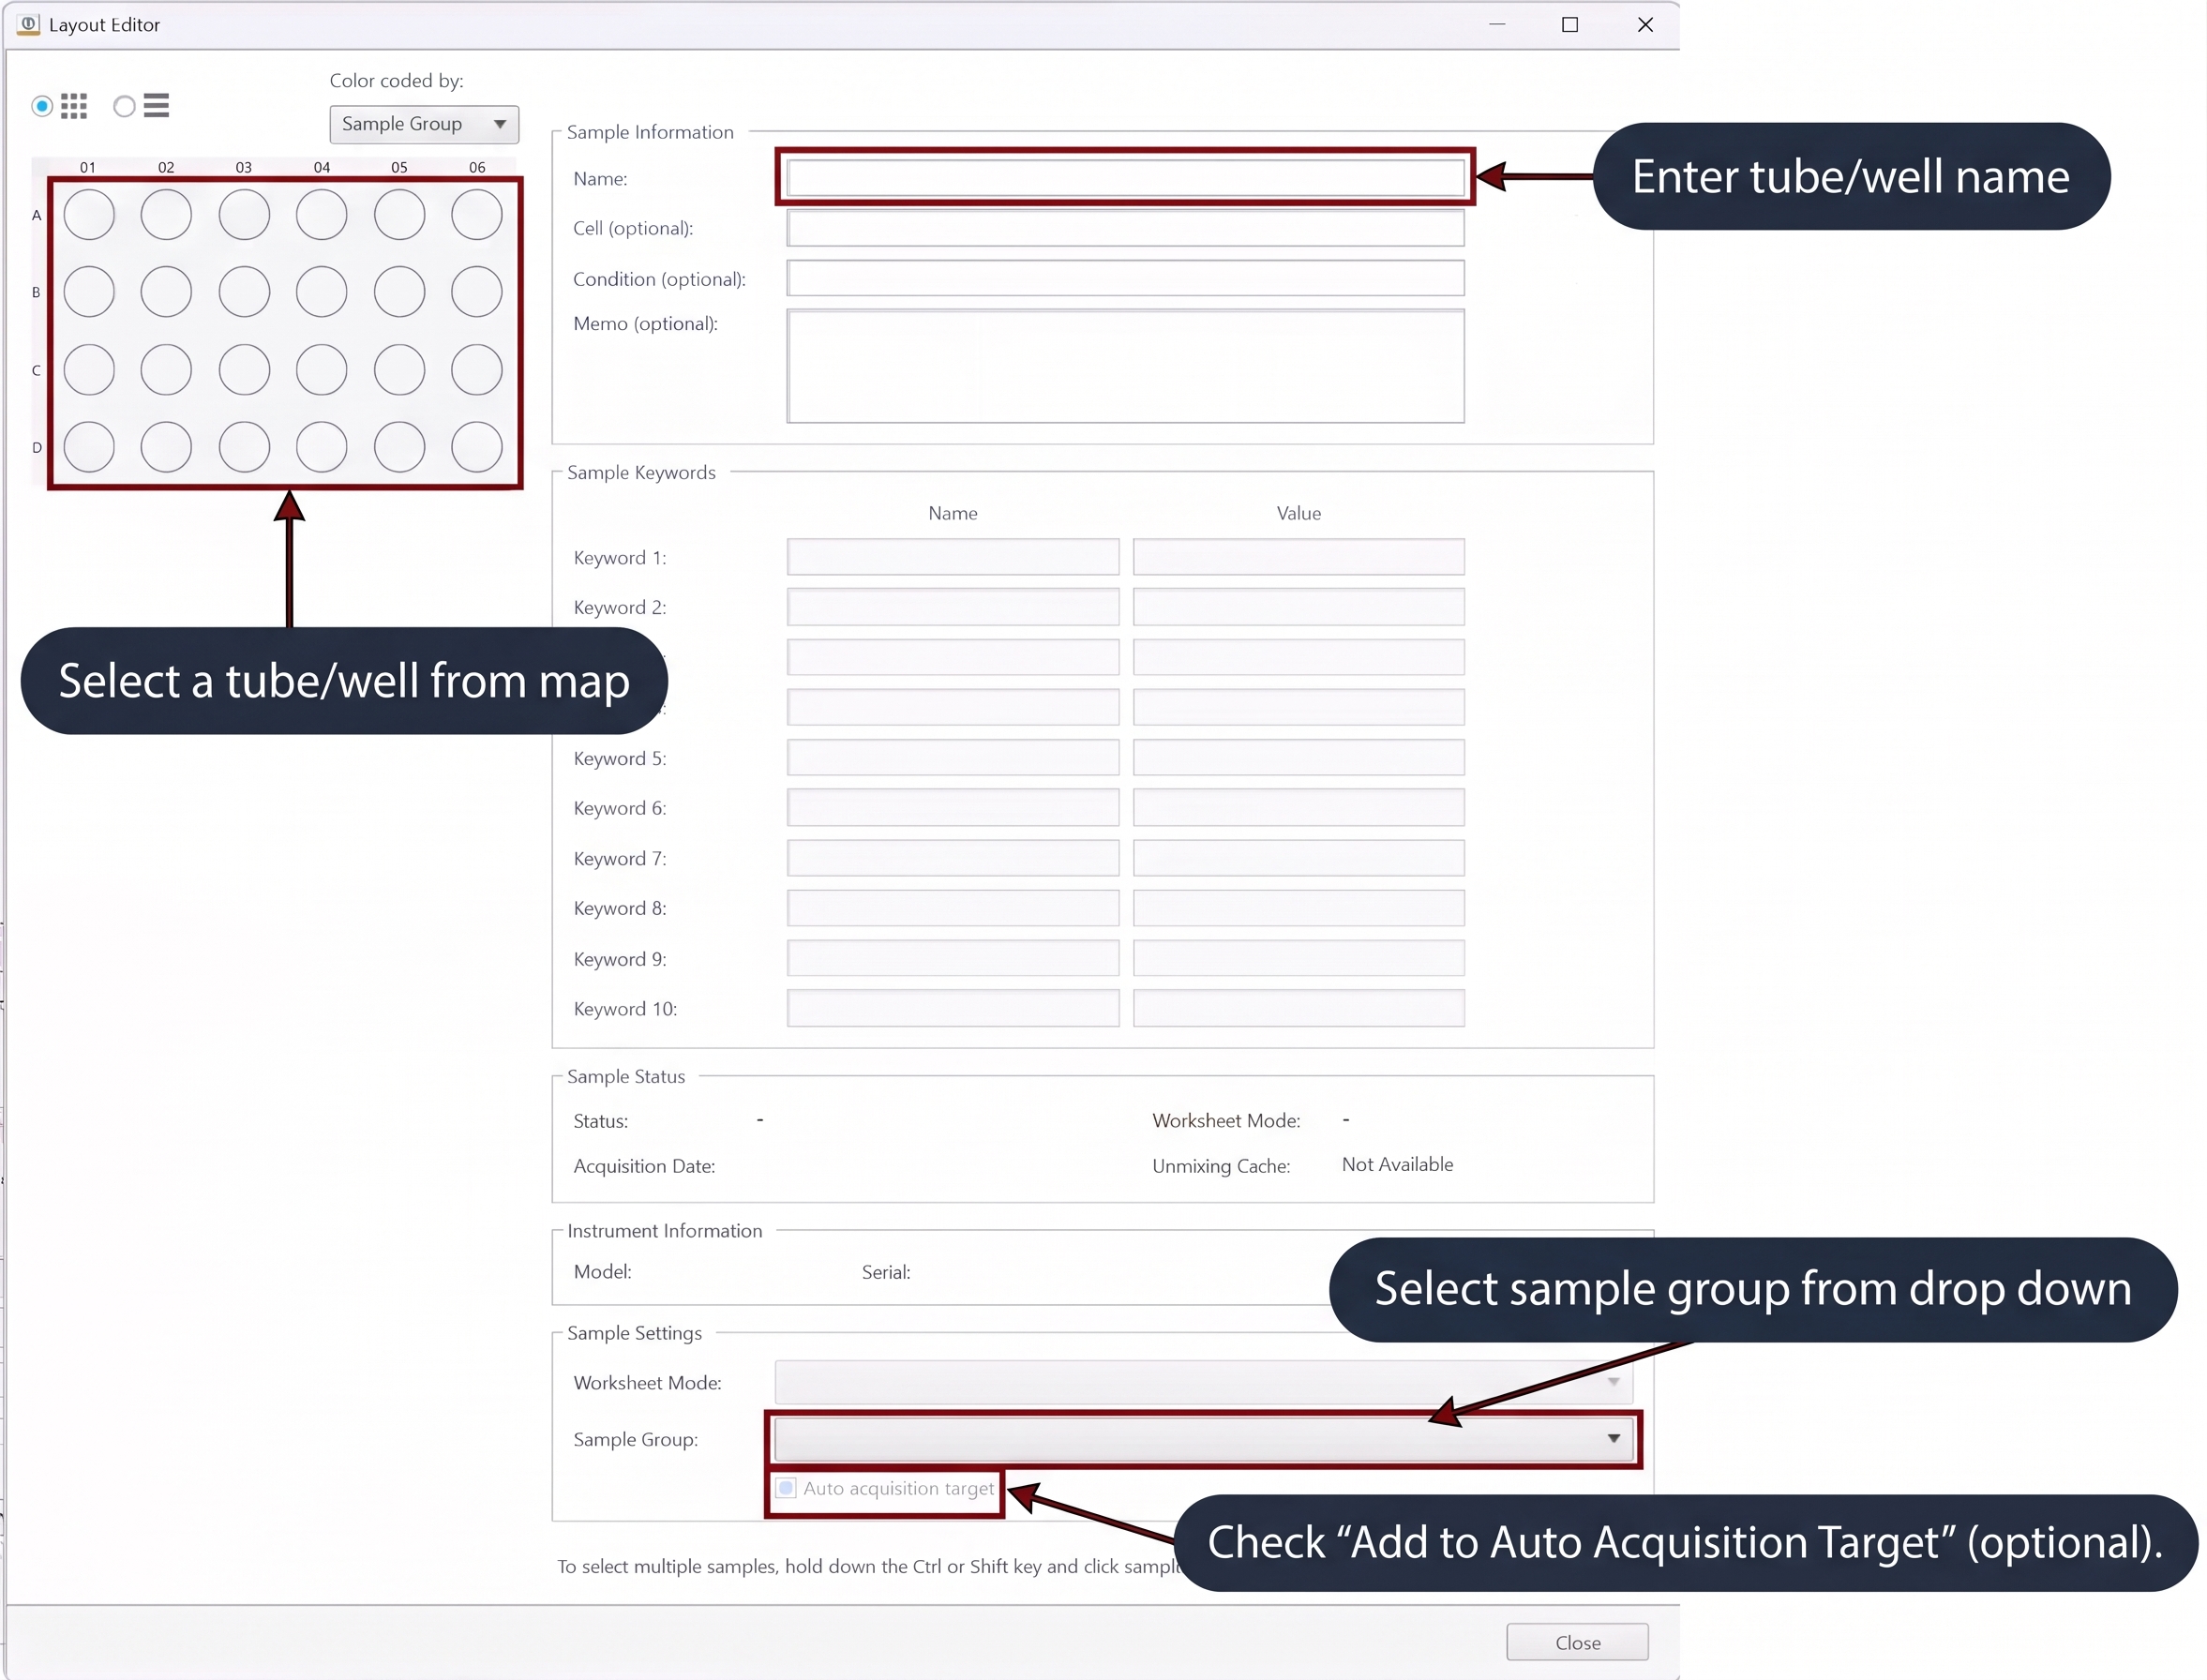 Layout Editor
Color coded by:
Sample Group
01 02 03 04 05 06
A
B
C
D
Select a tube/well from map
Sample Information
Name:
Enter tube/well name
Cell (optional):
Condition (optional):
Memo (optional):
Sample Keywords
Name Value
Keyword 1:
Keyword 2:
Keyword 5:
Keyword 6:
Keyword 7:
Keyword 8:
Keyword 9:
Keyword 10:
Sample Status
Status: - Worksheet Mode: -
Acquisition Date: Unmixing Cache: Not Available
Instrument Information
Model: Serial:
Select sample group from drop down
Sample Settings
Worksheet Mode:
Sample Group:
Auto acquisition target
Check “Add to Auto Acquisition Target” (optional).
To select multiple samples, hold down the Ctrl or Shift key and click
Close